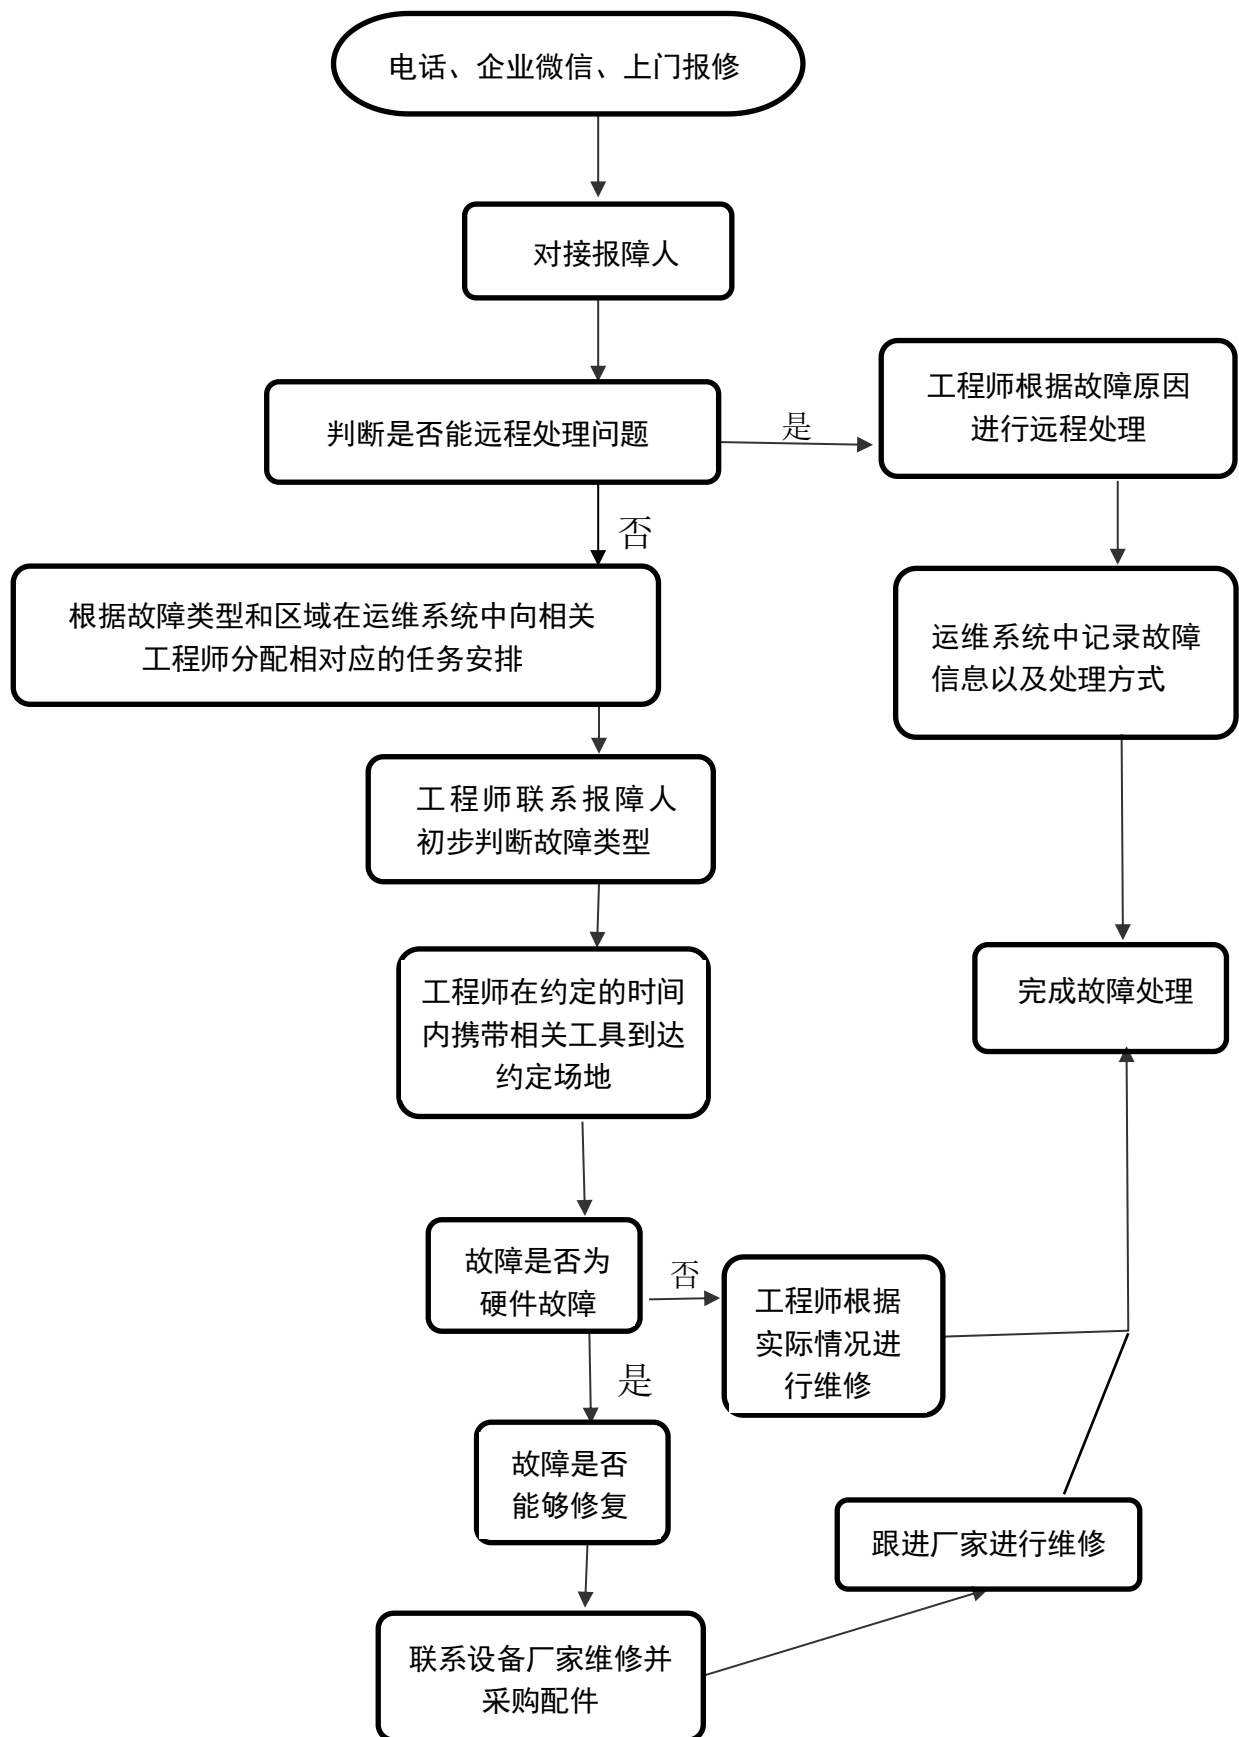 电话、企业微信、上门报修
对接报障人
判断是否能远程处理问题
是
工程师根据故障原因
进行远程处理
否
根据故障类型和区域在运维系统中向相关
工程师分配相对应的任务安排
运维系统中记录故障
信息以及处理方式
工程师联系报障人
初步判断故障类型
工程师在约定的时间
内携带相关工具到达
约定场地
完成故障处理
故障是否为
硬件故障
否
工程师根据
实际情况进
行维修
是
故障是否
能够修复
跟进厂家进行维修
联系设备厂家维修并
采购配件